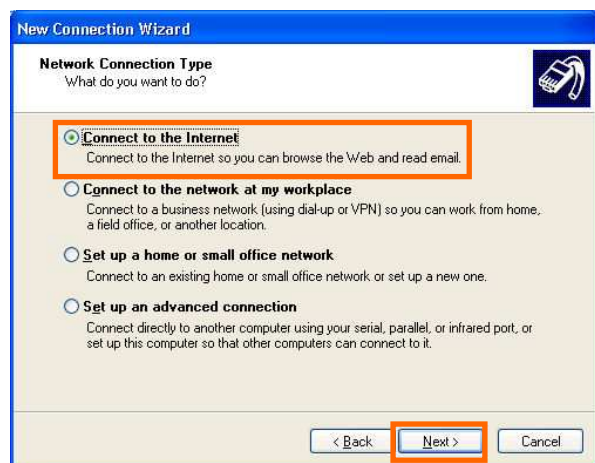 New Connection Wizard
Network Connection Type
What do you want to do?
Connect to the Internet
Connect to the Internet so you can browse the Web and read email.
Connect to the network at my workplace
Connect to a business network (using dial-up or VPN) so you can work from home,
a field office, or another location.
Set up a home or small office network
Connect to an existing home or small office network or set up a new one.
Set up an advanced connection
Connect directly to another computer using your serial, parallel, or infrared port, or
set up this computer so that other computers can connect to it.
< Back Next > Cancel